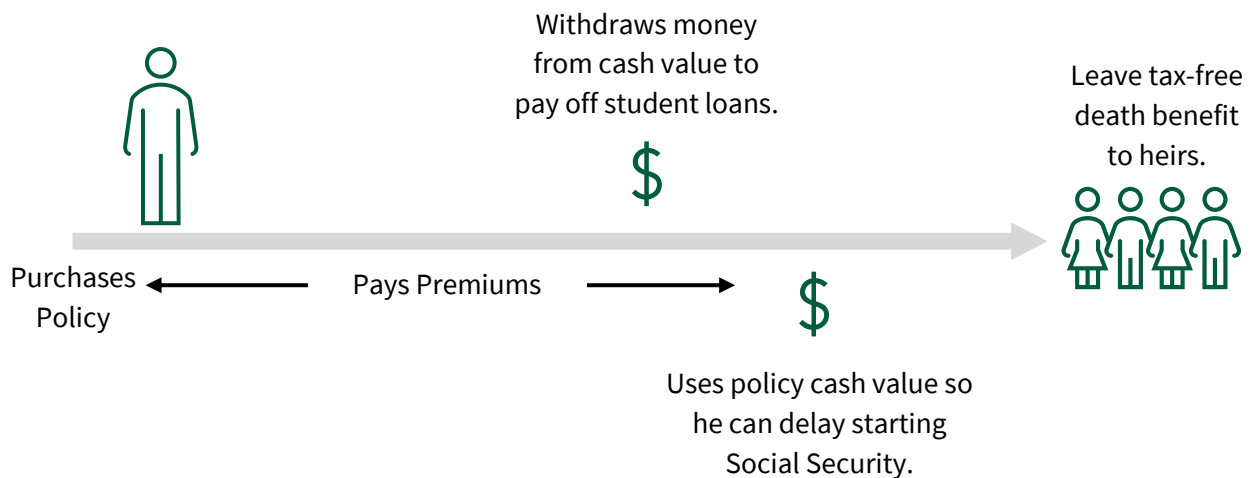 Withdraws money
from cash value to
pay off student loans.
$
Leave tax-free
death benefit
to heirs.
Purchases
Policy
Pays Premiums
$
Uses policy cash value so
he can delay starting
Social Security.